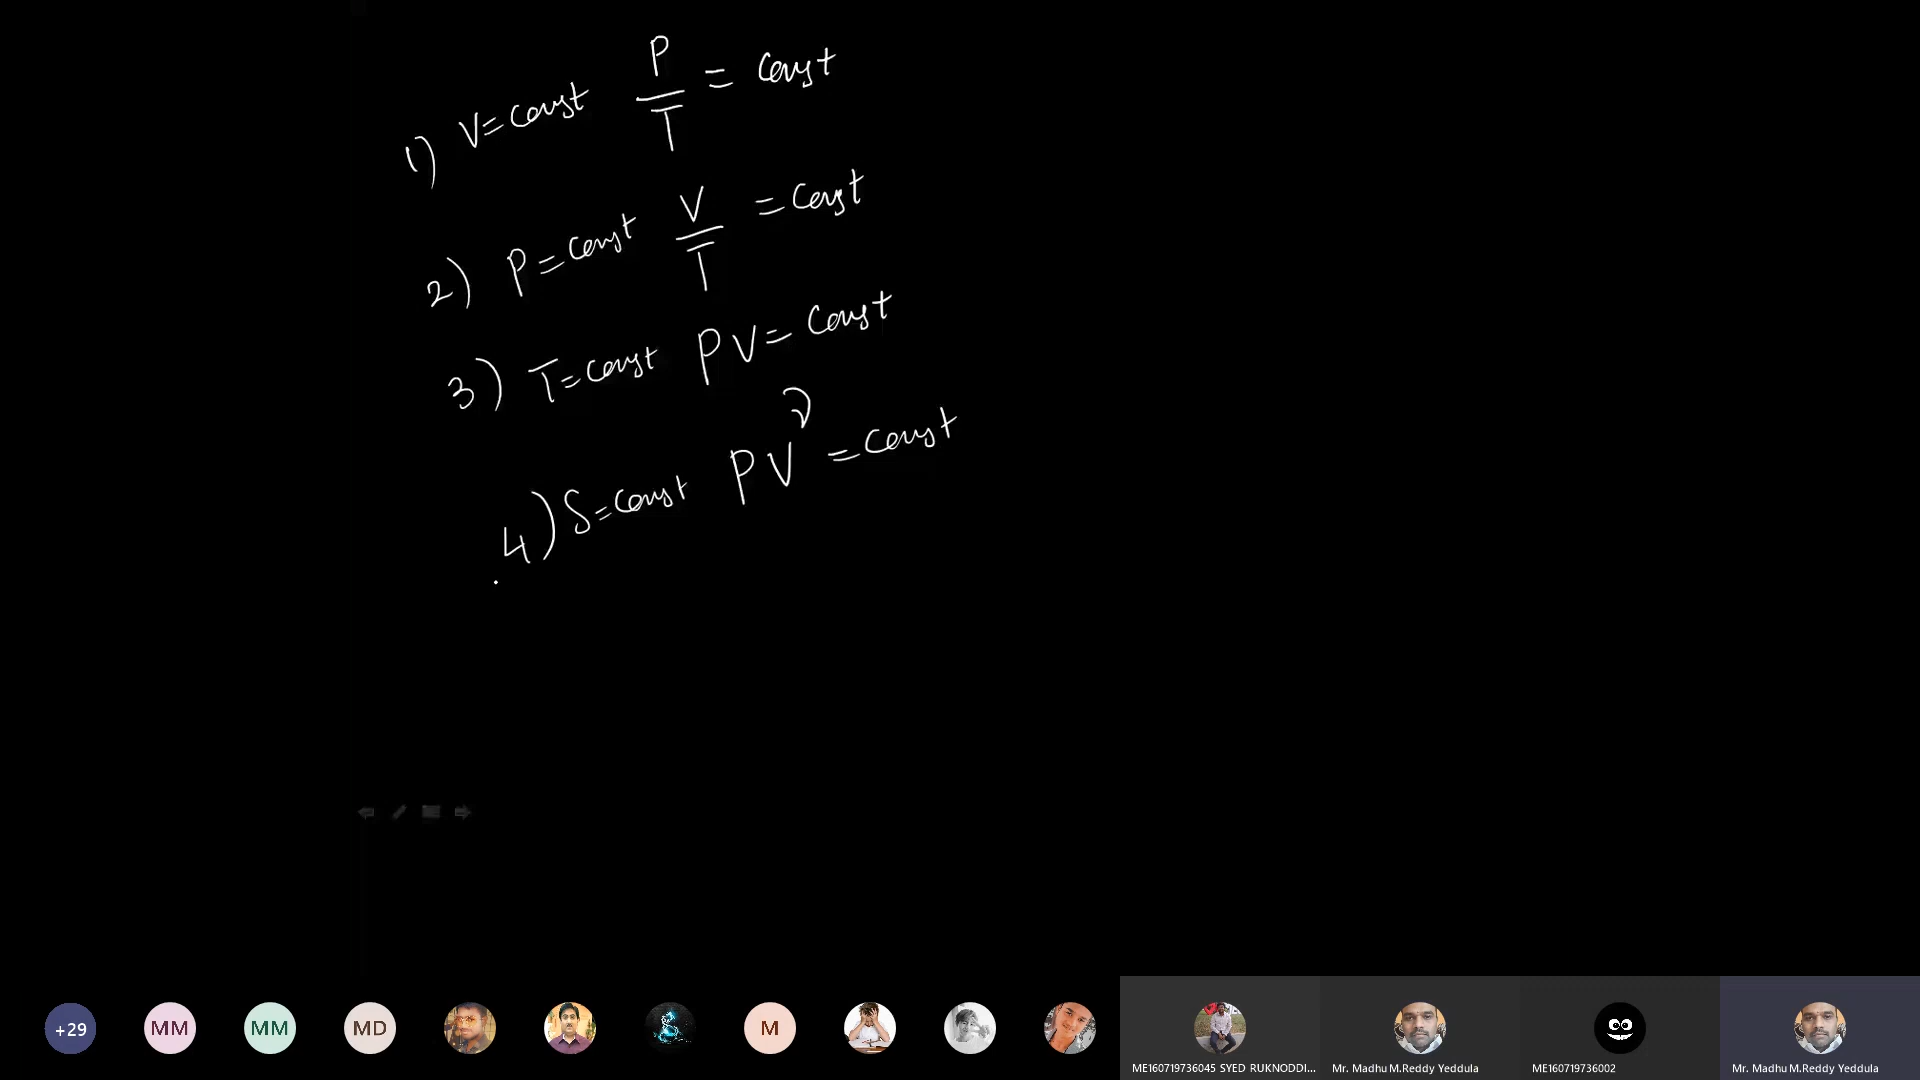 1) V=const P/T = const
2) P=const V/T = const
3) T=const PV= const
4) S=const PV^γ = const
+29
MM
MM
MD
M
ME160719736045 SYED RUKNODDI...
Mr. Madhu M.Reddy Yeddula
ME160719736002
Mr. Madhu M.Reddy Yeddula